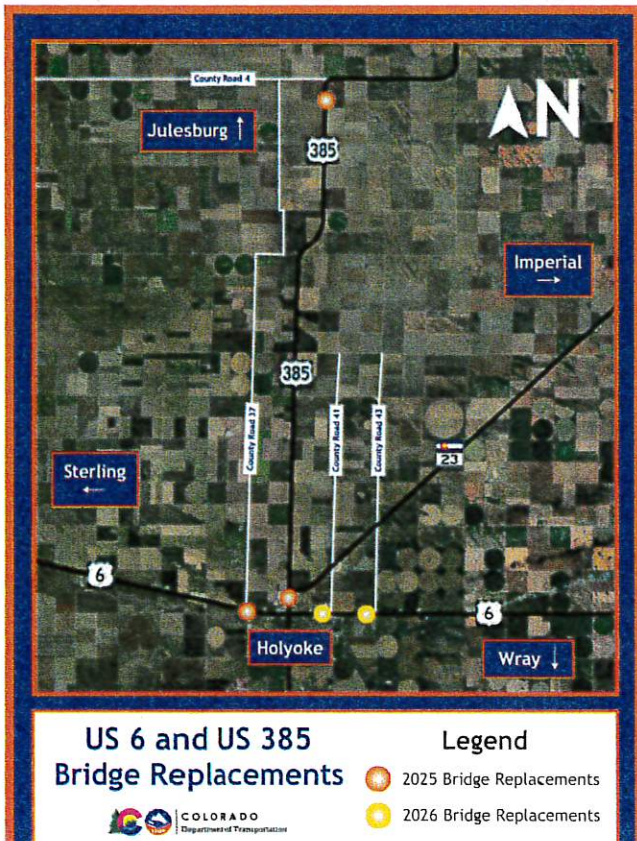 County Road 4
Julesburg ↑
N
385
Imperial
→
385
County Road 37
County Road 41
County Road 43
23
Sterling
←
6
6
Holyoke
Wray ↓
US 6 and US 385
Bridge Replacements
COLORADO
Department of Transportation
Legend
2025 Bridge Replacements
2026 Bridge Replacements